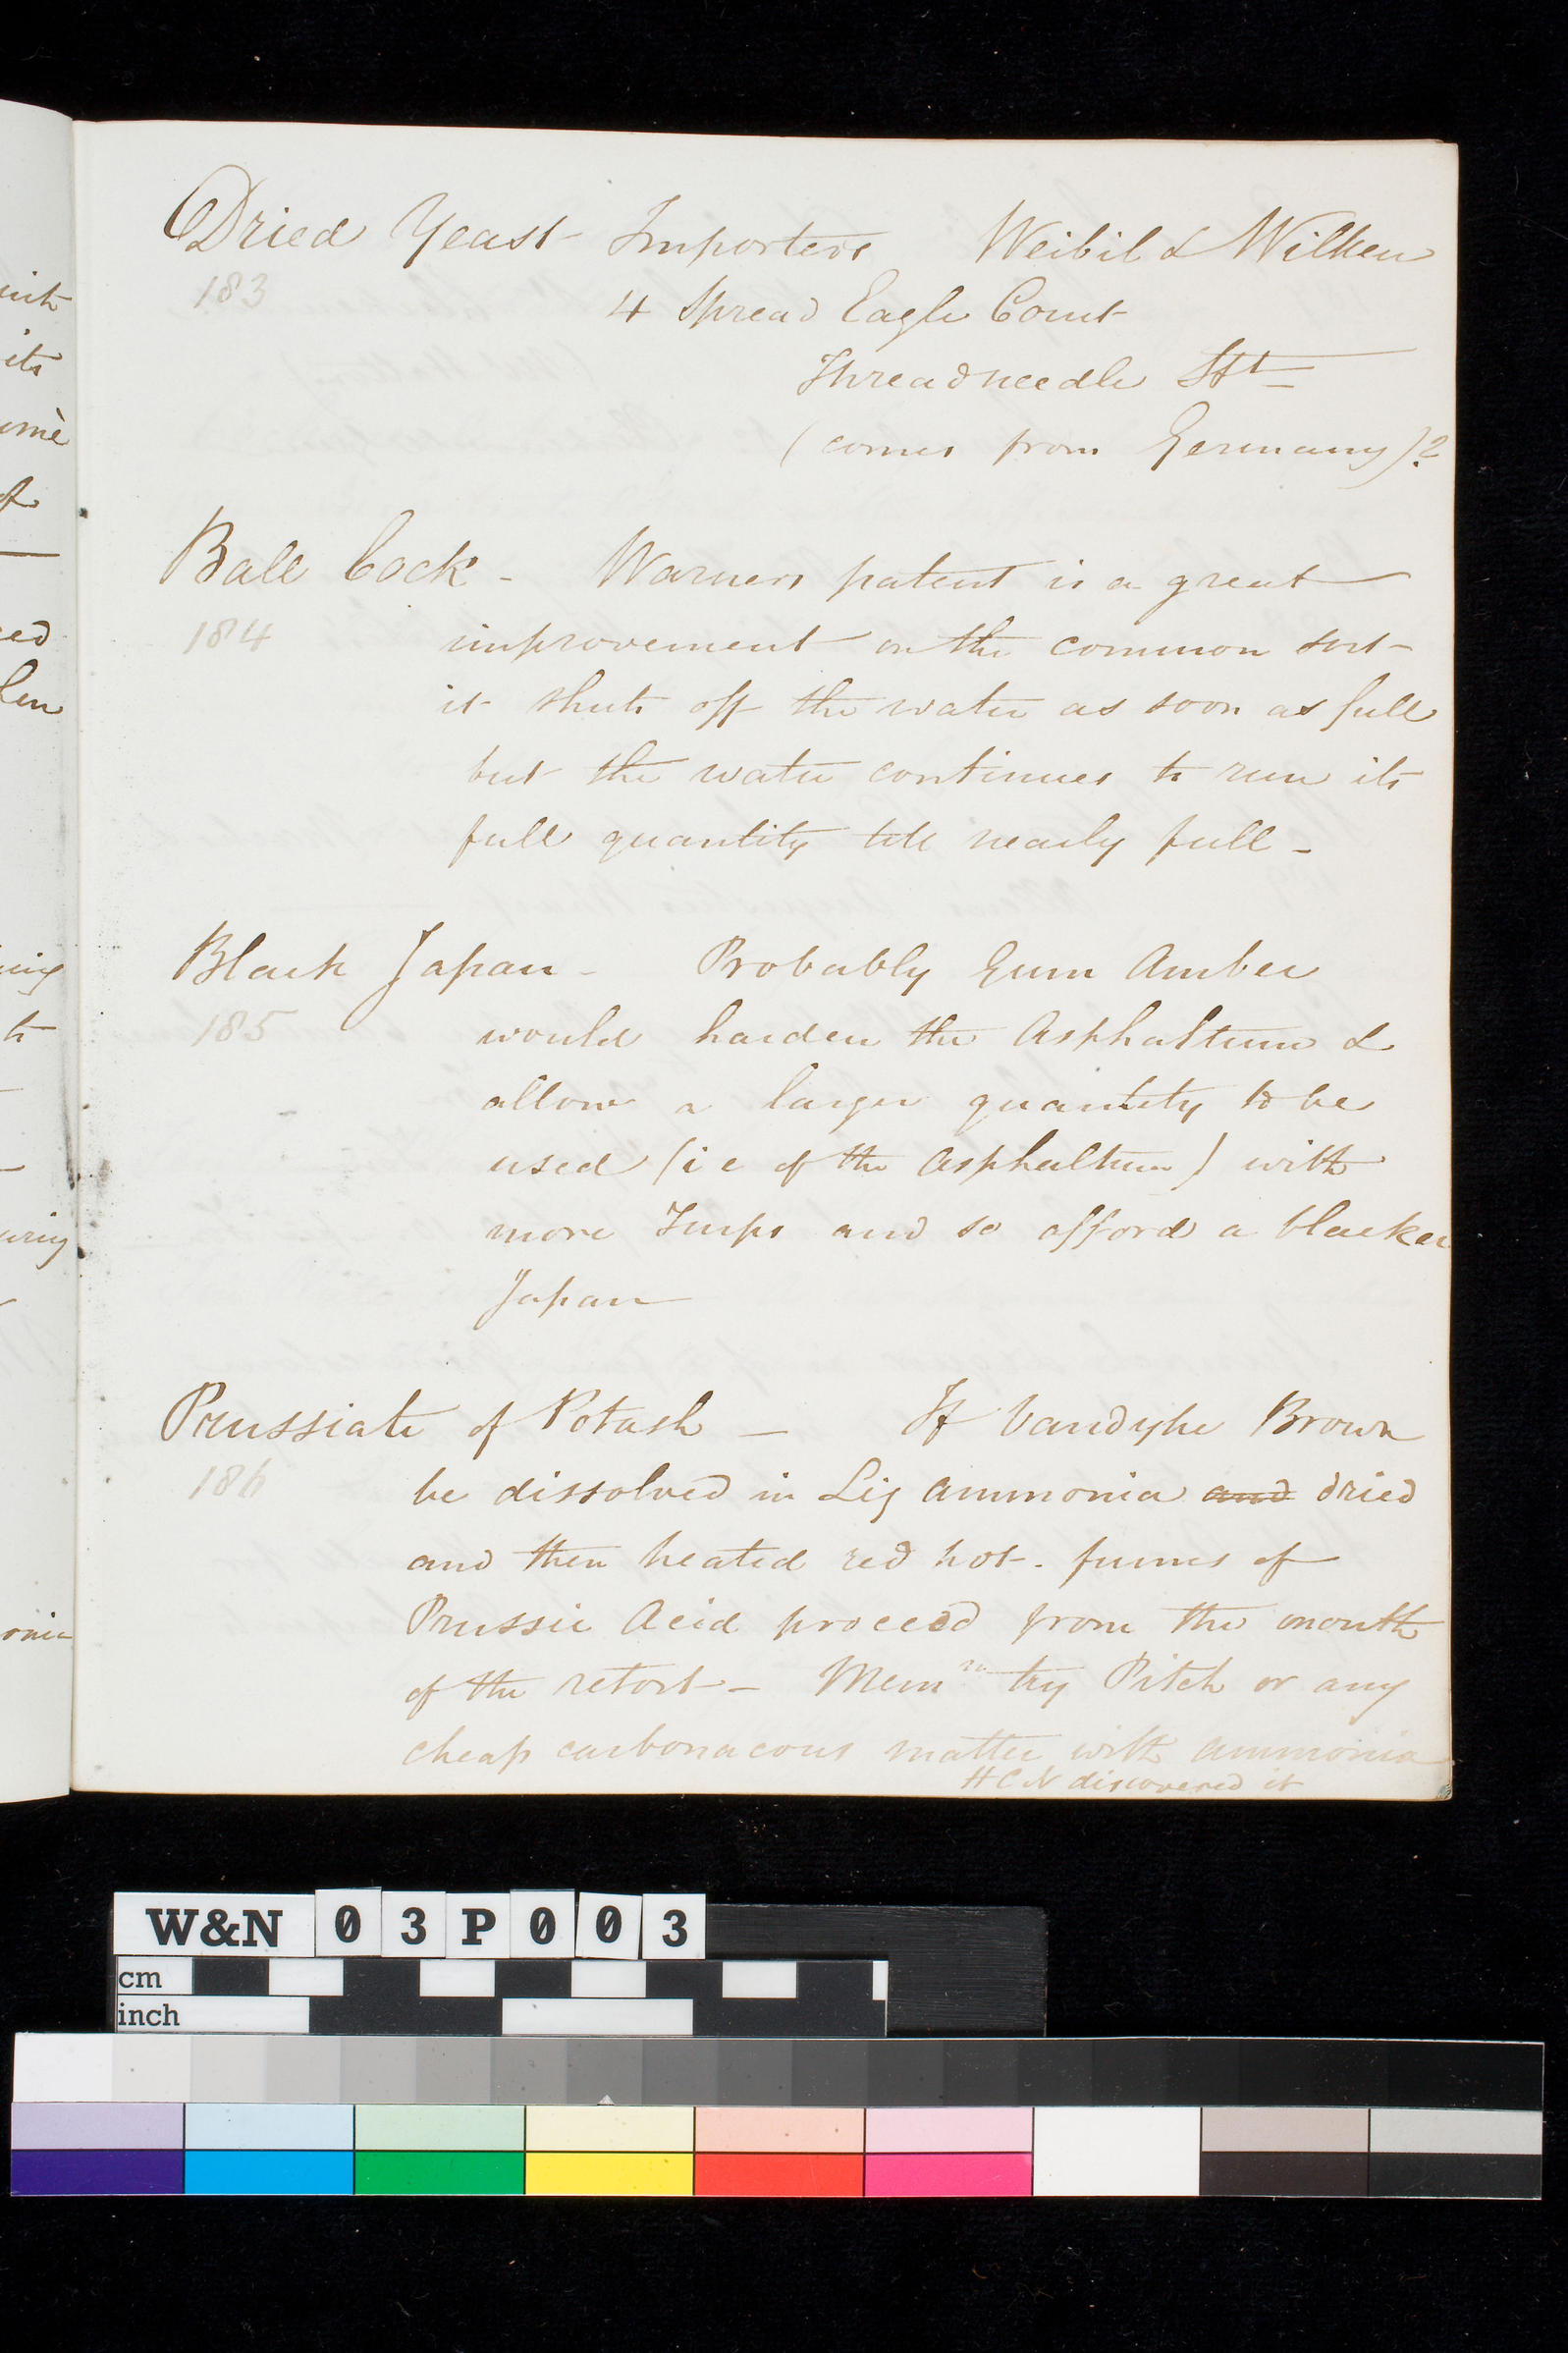 Dried Yeast Importers Weibil & Wilken
183
4 Spread Eagle Court
Threadneedle Stt
(comes from Germany)?
Ball Cock - Warners patent is a great
184
improvement on the common sort -
it shuts off the water as soon as full
but the water continues to run its
full quantity till nearly full -
Black Japan - Probably Gum Amber
185
would harden the Asphaltum &
allow a larger quantity to be
used (i e of the Asphaltum) with
more Turps and so afford a blacker
Japan
Prussiate of Potash - If Vandyke Brown
186
be dissolved in Liq Ammonia and dried
and then heated red hot. fumes of
Prussic Acid proceed from the mouth
of the retort - Memm try Pitch or any
cheap carbonacous matter with ammonia
HCN discovered it
its
of
W&N 03P003
cm
inch